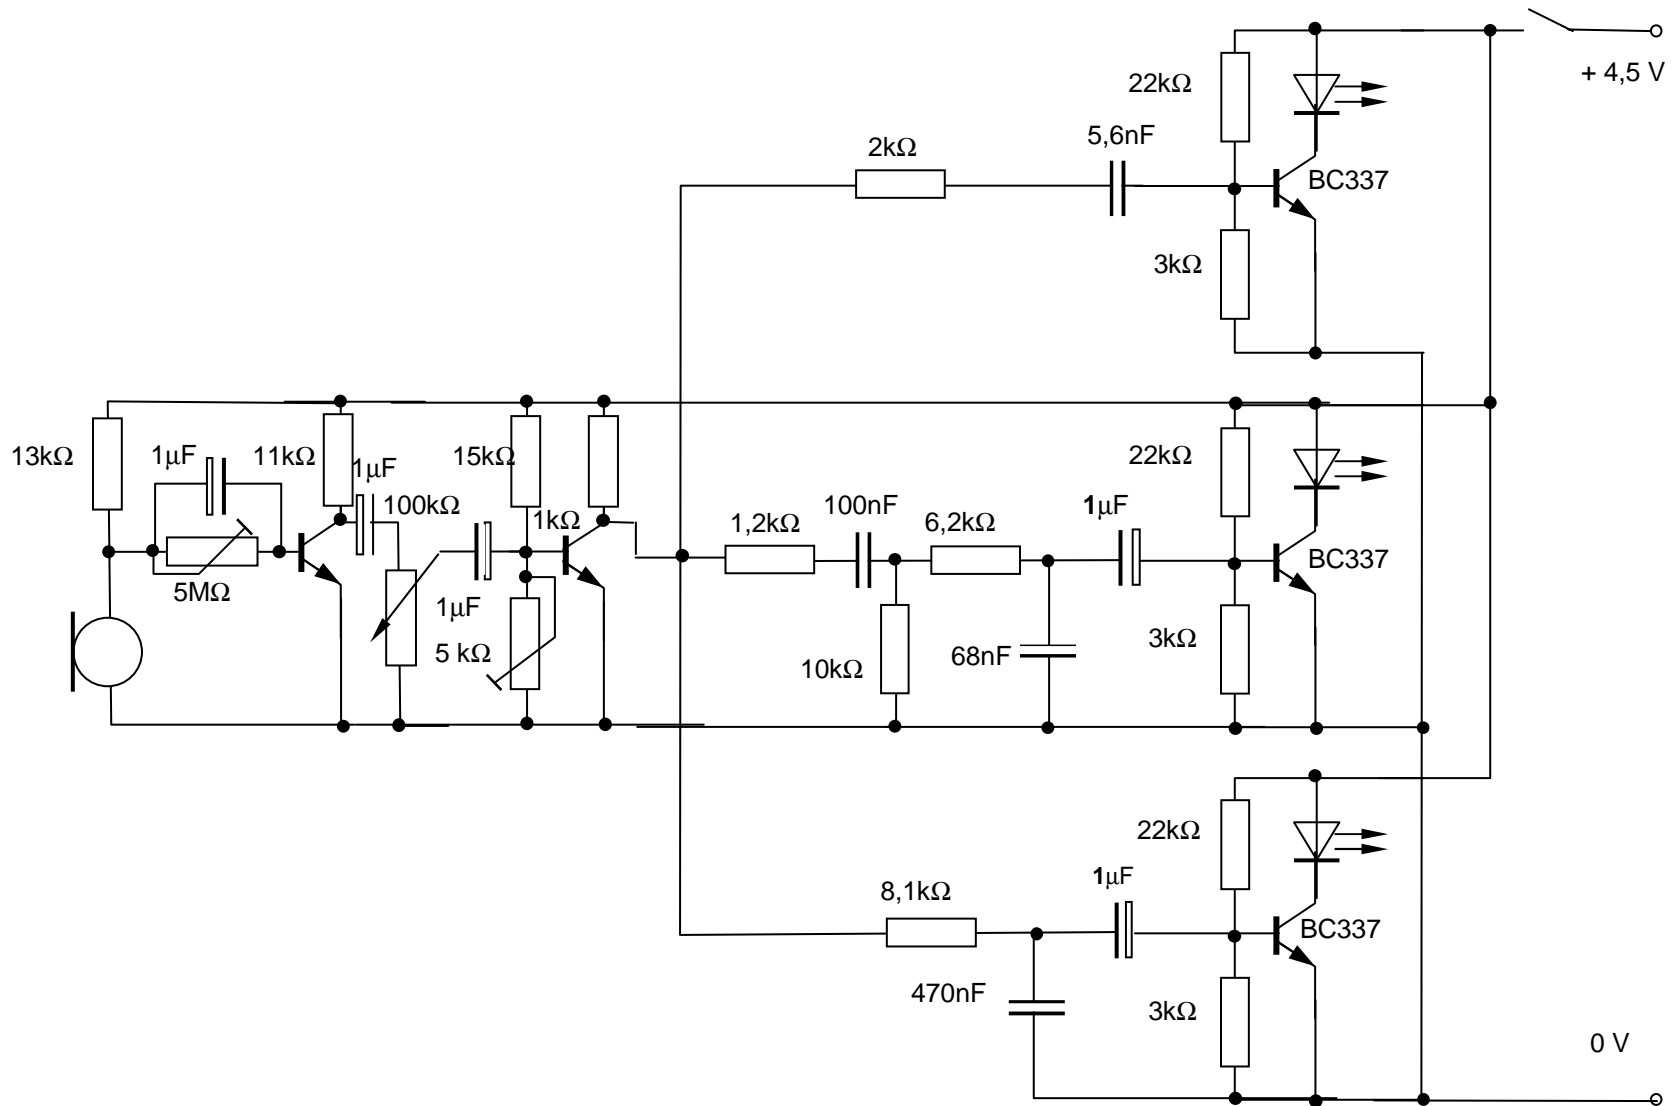 + 4,5 V
22kΩ
5,6nF
2kΩ
BC337
3kΩ
13kΩ
1μF
11kΩ
1μF
15kΩ
22kΩ
100kΩ
1kΩ
1,2kΩ
100nF
6,2kΩ
1μF
BC337
5MΩ
1μF
5 kΩ
10kΩ
68nF
3kΩ
22kΩ
8,1kΩ
1μF
BC337
470nF
3kΩ
0 V